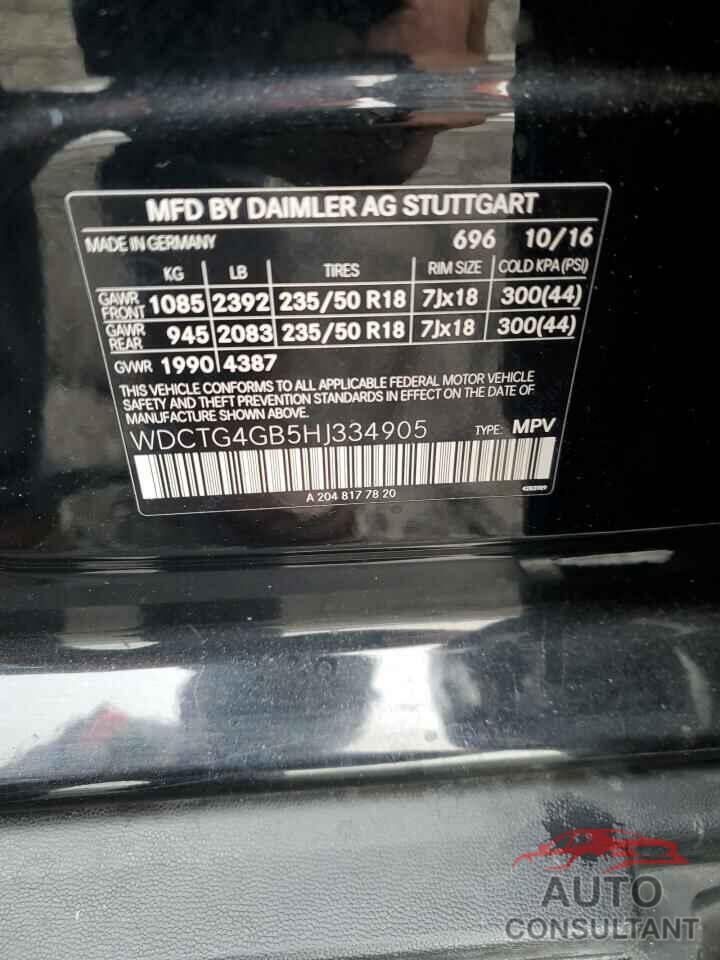 MFD BY DAIMLER AG STUTTGART
MADE IN GERMANY 696 10/16
KG LB TIRES RIM SIZE COLD KPA (PSI)
GAWR FRONT 1085 2392 235/50 R18 7Jx18 300(44)
GAWR REAR 945 2083 235/50 R18 7Jx18 300(44)
GVWR 1990 4387
THIS VEHICLE CONFORMS TO ALL APPLICABLE FEDERAL MOTOR VEHICLE
SAFETY AND THEFT PREVENTION STANDARDS IN EFFECT ON THE DATE OF
MANUFACTURE SHOWN ABOVE.
WDCTG4GB5HJ334905 TYPE: MPV
A 204 817 78 20
AUTO
CONSULTANT